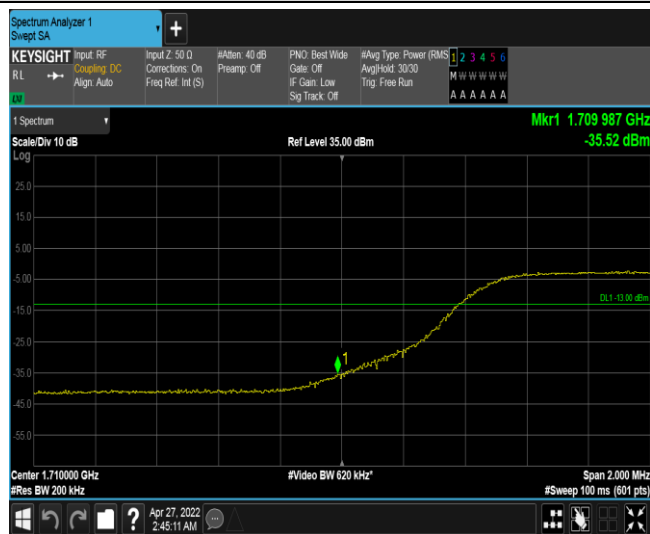 Spectrum Analyzer 1
Swept SA
+
KEYSIGHT
RL
Input: RF
Coupling: DC
Align: Auto
Input Z: 50 Ω
Corrections: On
Freq Ref: Int (S)
#Atten: 40 dB
Preamp: Off
PNO: Best Wide
Gate: Off
IF Gain: Low
Sig Track: Off
#Avg Type: Power (RMS
Avg|Hold: 30/30
Trig: Free Run
1 2 3 4 5 6
M W W W W W
A A A A A A
1 Spectrum
Mkr1 1.709 987 GHz
-35.52 dBm
Scale/Div 10 dB
Ref Level 35.00 dBm
Log
25.0
15.0
5.00
-5.00
DL1 -13.00 dBm
-15.0
-25.0
1
-35.0
-45.0
-55.0
Center 1.710000 GHz
#Video BW 620 kHz*
Span 2.000 MHz
#Res BW 200 kHz
#Sweep 100 ms (601 pts)
?
Apr 27, 2022
2:45:11 AM